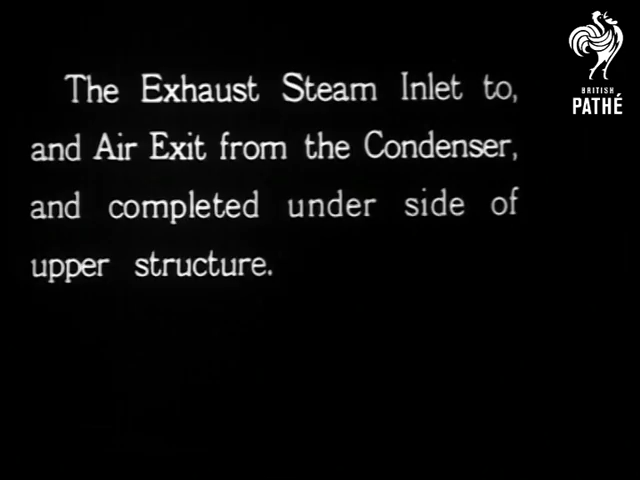 The Exhaust Steam Inlet to,
and Air Exit from the Condenser,
and completed under side of
upper structure.
BRITISH
PATHÉ